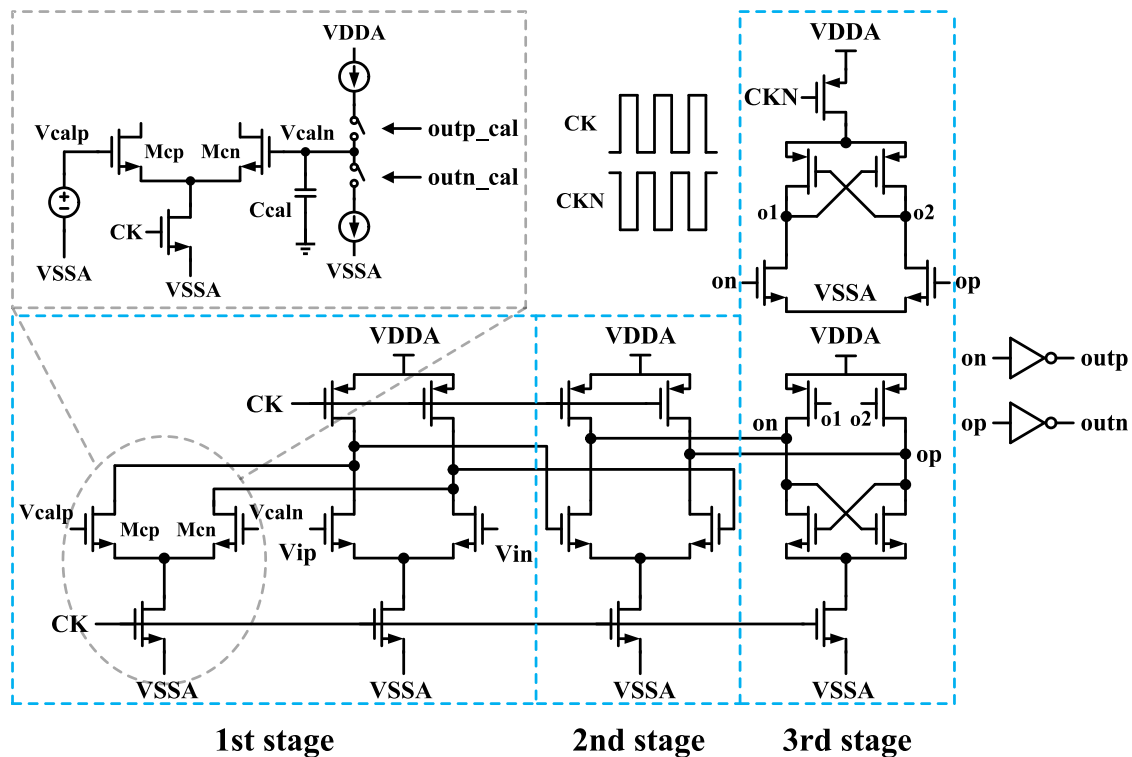 VDDA
Vcalp
Mcp
Mcn
Vcaln
outp_cal
outn_cal
Ccal
CK
VSSA
VSSA
VSSA
CK
CKN
VDDA
CKN
o1
o2
on
VSSA
op
VDDA
CK
Vcalp
Mcp
Mcn
Vcaln
Vip
Vin
CK
VSSA
VSSA
VDDA
VSSA
VDDA
on
o1
o2
op
VSSA
on
outp
op
outn
1st stage
2nd stage
3rd stage